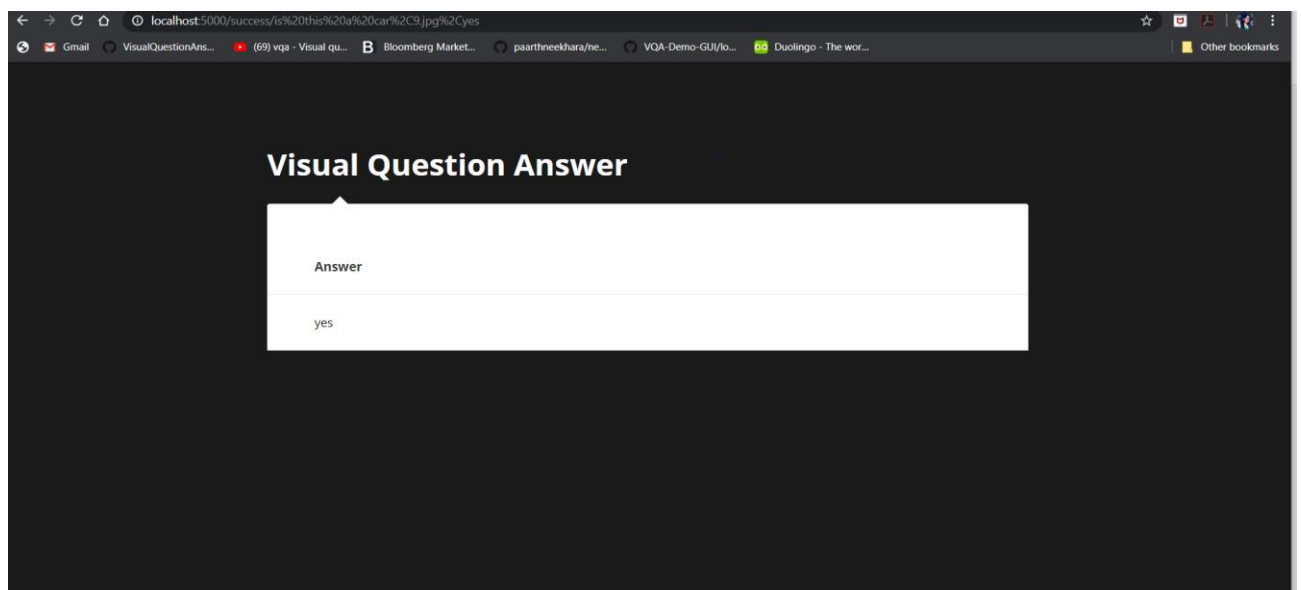 localhost:5000/success/is%20this%20a%20car%2C9.jpg%2Cyes
Gmail VisualQuestionAns... (69) vqa - Visual qu... B Bloomberg Market... paarthneekhara/ne... VQA-Demo-GUI/lo... Duolingo - The wor... Other bookmarks
Visual Question Answer
Answer
yes